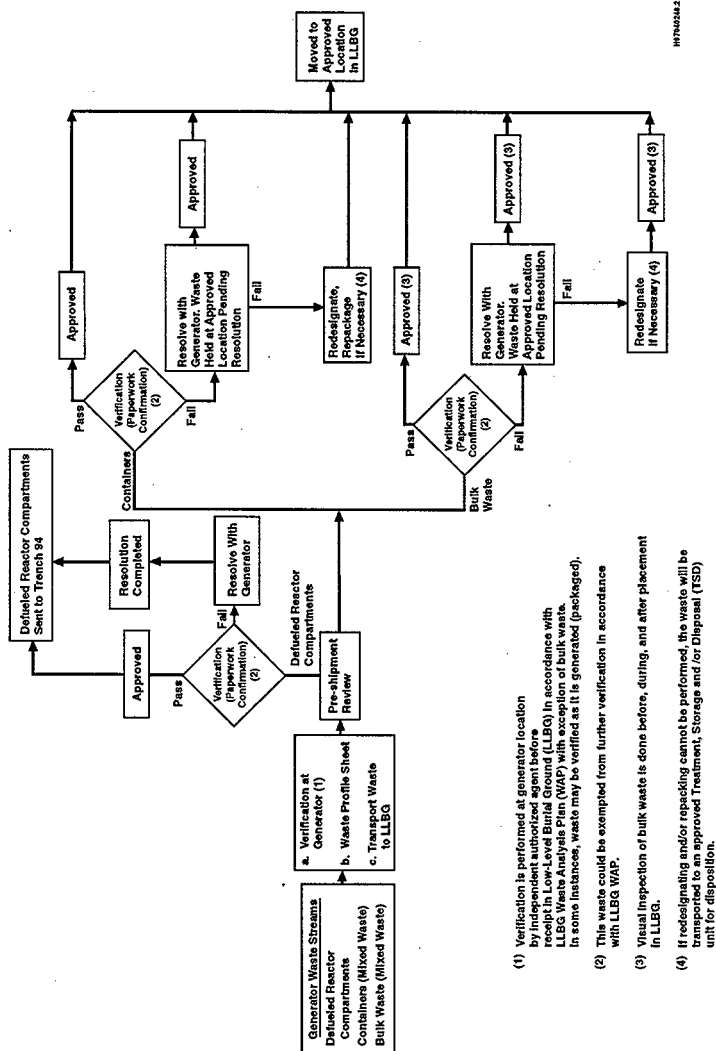 Generator Waste Streams
Defueled Reactor
Compartments
Containers (Mixed Waste)
Bulk Waste (Mixed Waste)
a. Verification at
Generator (1)
b. Waste Profile Sheet
c. Transport Waste
to LLBG
Pre-shipment
Review
Defueled Reactor
Compartments
Verification
(Paperwork
Confirmation)
(2)
Pass
Approved
Fail
Resolve With
Generator
Resolution
Completed
Defueled Reactor Compartments
Sent to Trench 94
Containers
Verification
(Paperwork
Confirmation)
(2)
Pass
Approved
Fail
Resolve with
Generator. Waste
Held at Approved
Location Pending
Resolution
Approved
Fail
Redesignate,
Repackage
If Necessary (4)
Bulk
Waste
Verification
(Paperwork
Confirmation)
(2)
Pass
Approved (3)
Fail
Resolve With
Generator.
Waste Held at
Approved Location
Pending Resolution
Approved (3)
Fail
Redesignate
If Necessary (4)
Approved (3)
Moved to
Approved
Location
in LLBG
(1) Verification is performed at generator location
by independent authorized agent before
receipt in Low-Level Burial Ground (LLBG) in accordance with
LLBG Waste Analysis Plan (WAP) with exception of bulk waste.
In some instances, waste may be verified as it is generated (packaged).
(2) This waste could be exempted from further verification in accordance
with LLBG WAP.
(3) Visual inspection of bulk waste is done before, during, and after placement
in LLBG.
(4) If redesignating and/or repacking cannot be performed, the waste will be
transported to an approved Treatment, Storage and /or Disposal (TSD)
unit for disposition.
H97040248.2